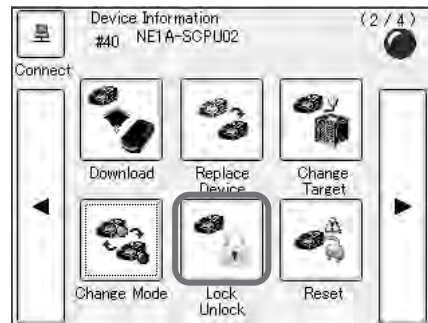 Device Information
(2/4)
#40 NE1A-SCPU02
Connect
Download
Replace Device
Change Target
Change Mode
Lock Unlock
Reset